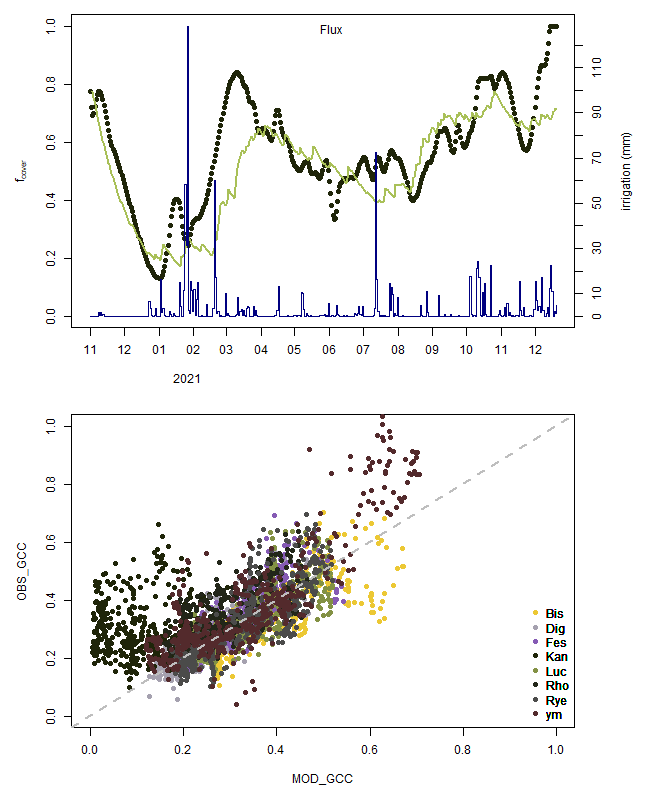 Flux
1.0
0.8
0.6
0.4
0.2
0.0
fcover
110
90
70
50
30
10
0
irrigation (mm)
11 12 01 02 03 04 05 06 07 08 09 10 11 12
2021
1.0
0.8
0.6
0.4
0.2
0.0
OBS_GCC
Bis
Dig
Fes
Kan
Luc
Rho
Rye
ym
0.0 0.2 0.4 0.6 0.8 1.0
MOD_GCC